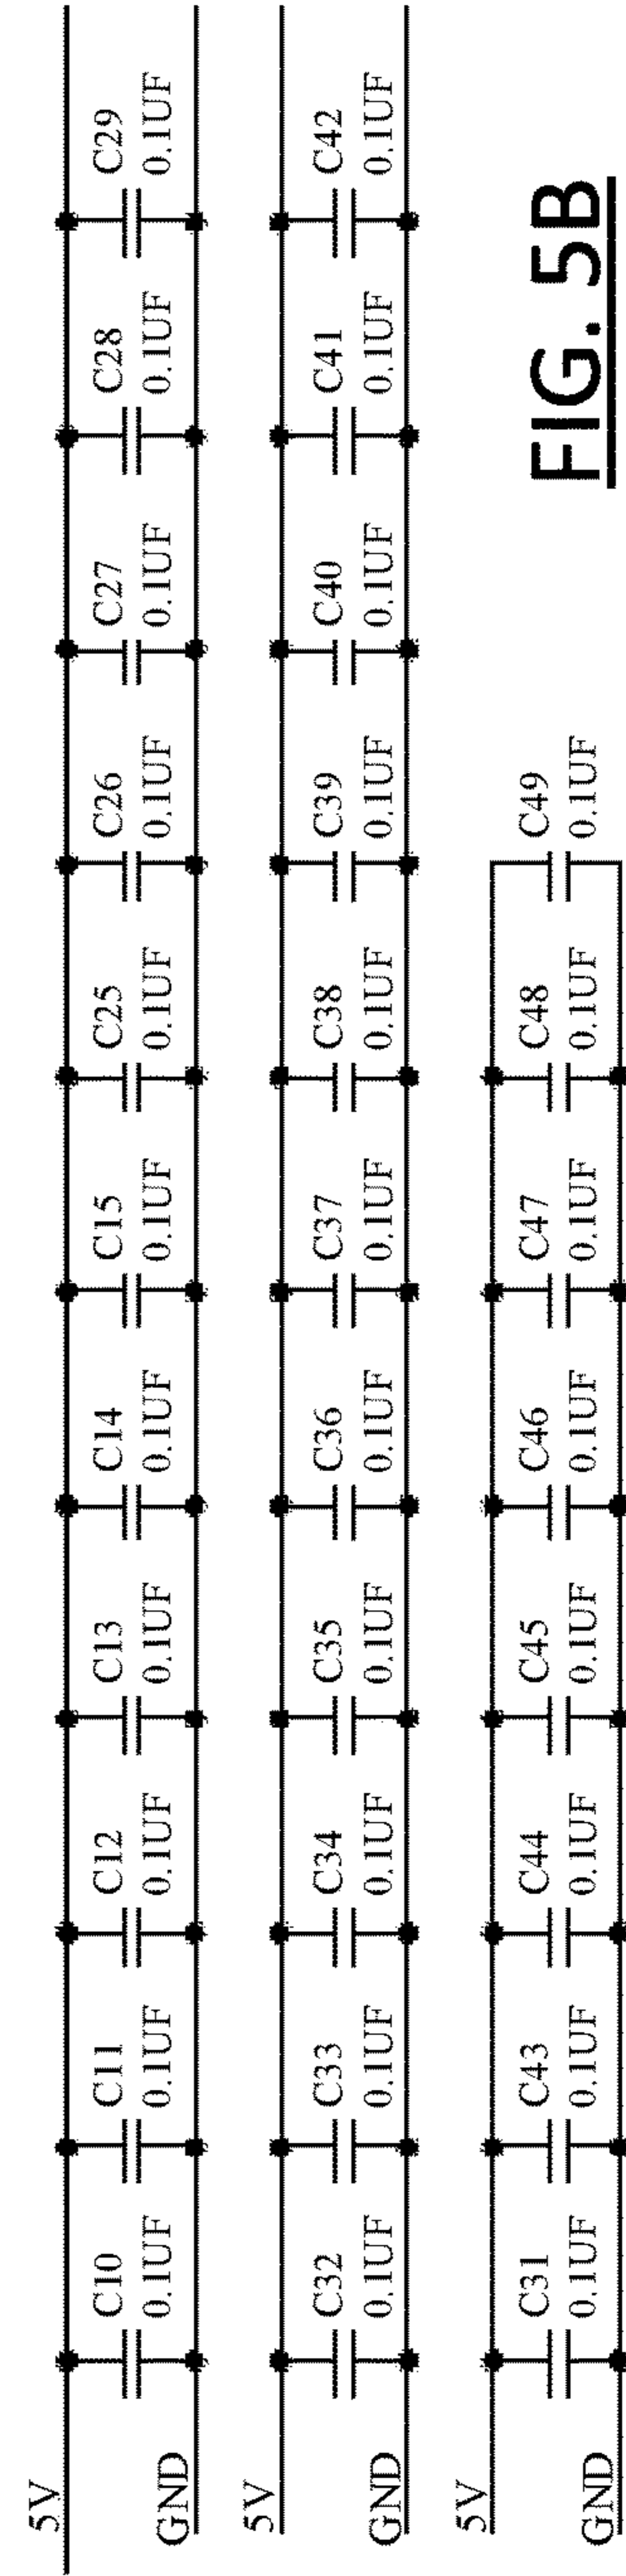 5V
C10 C11 C12 C13 C14 C15 C25 C26 C27 C28 C29
0.1UF 0.1UF 0.1UF 0.1UF 0.1UF 0.1UF 0.1UF 0.1UF 0.1UF 0.1UF 0.1UF
GND
5V
C32 C33 C34 C35 C36 C37 C38 C39 C40 C41 C42
0.1UF 0.1UF 0.1UF 0.1UF 0.1UF 0.1UF 0.1UF 0.1UF 0.1UF 0.1UF 0.1UF
GND
5V
C31 C43 C44 C45 C46 C47 C48 C49
0.1UF 0.1UF 0.1UF 0.1UF 0.1UF 0.1UF 0.1UF 0.1UF
GND
FIG. 5B